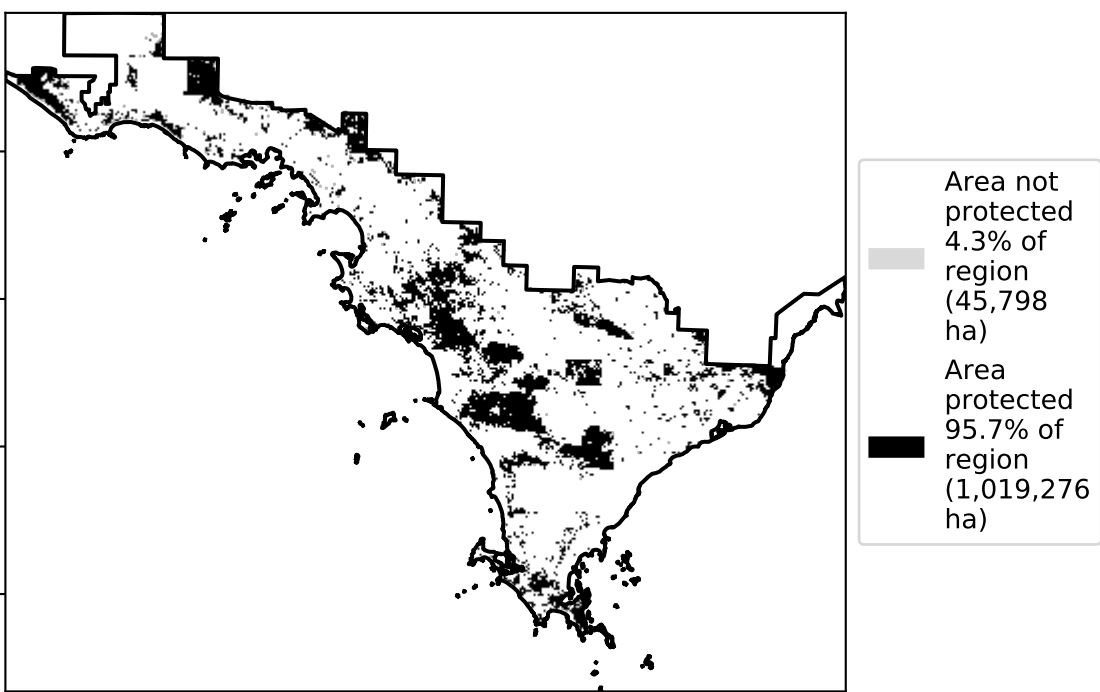 Area not
protected
4.3% of
region
(45,798
ha)
Area
protected
95.7% of
region
(1,019,276
ha)